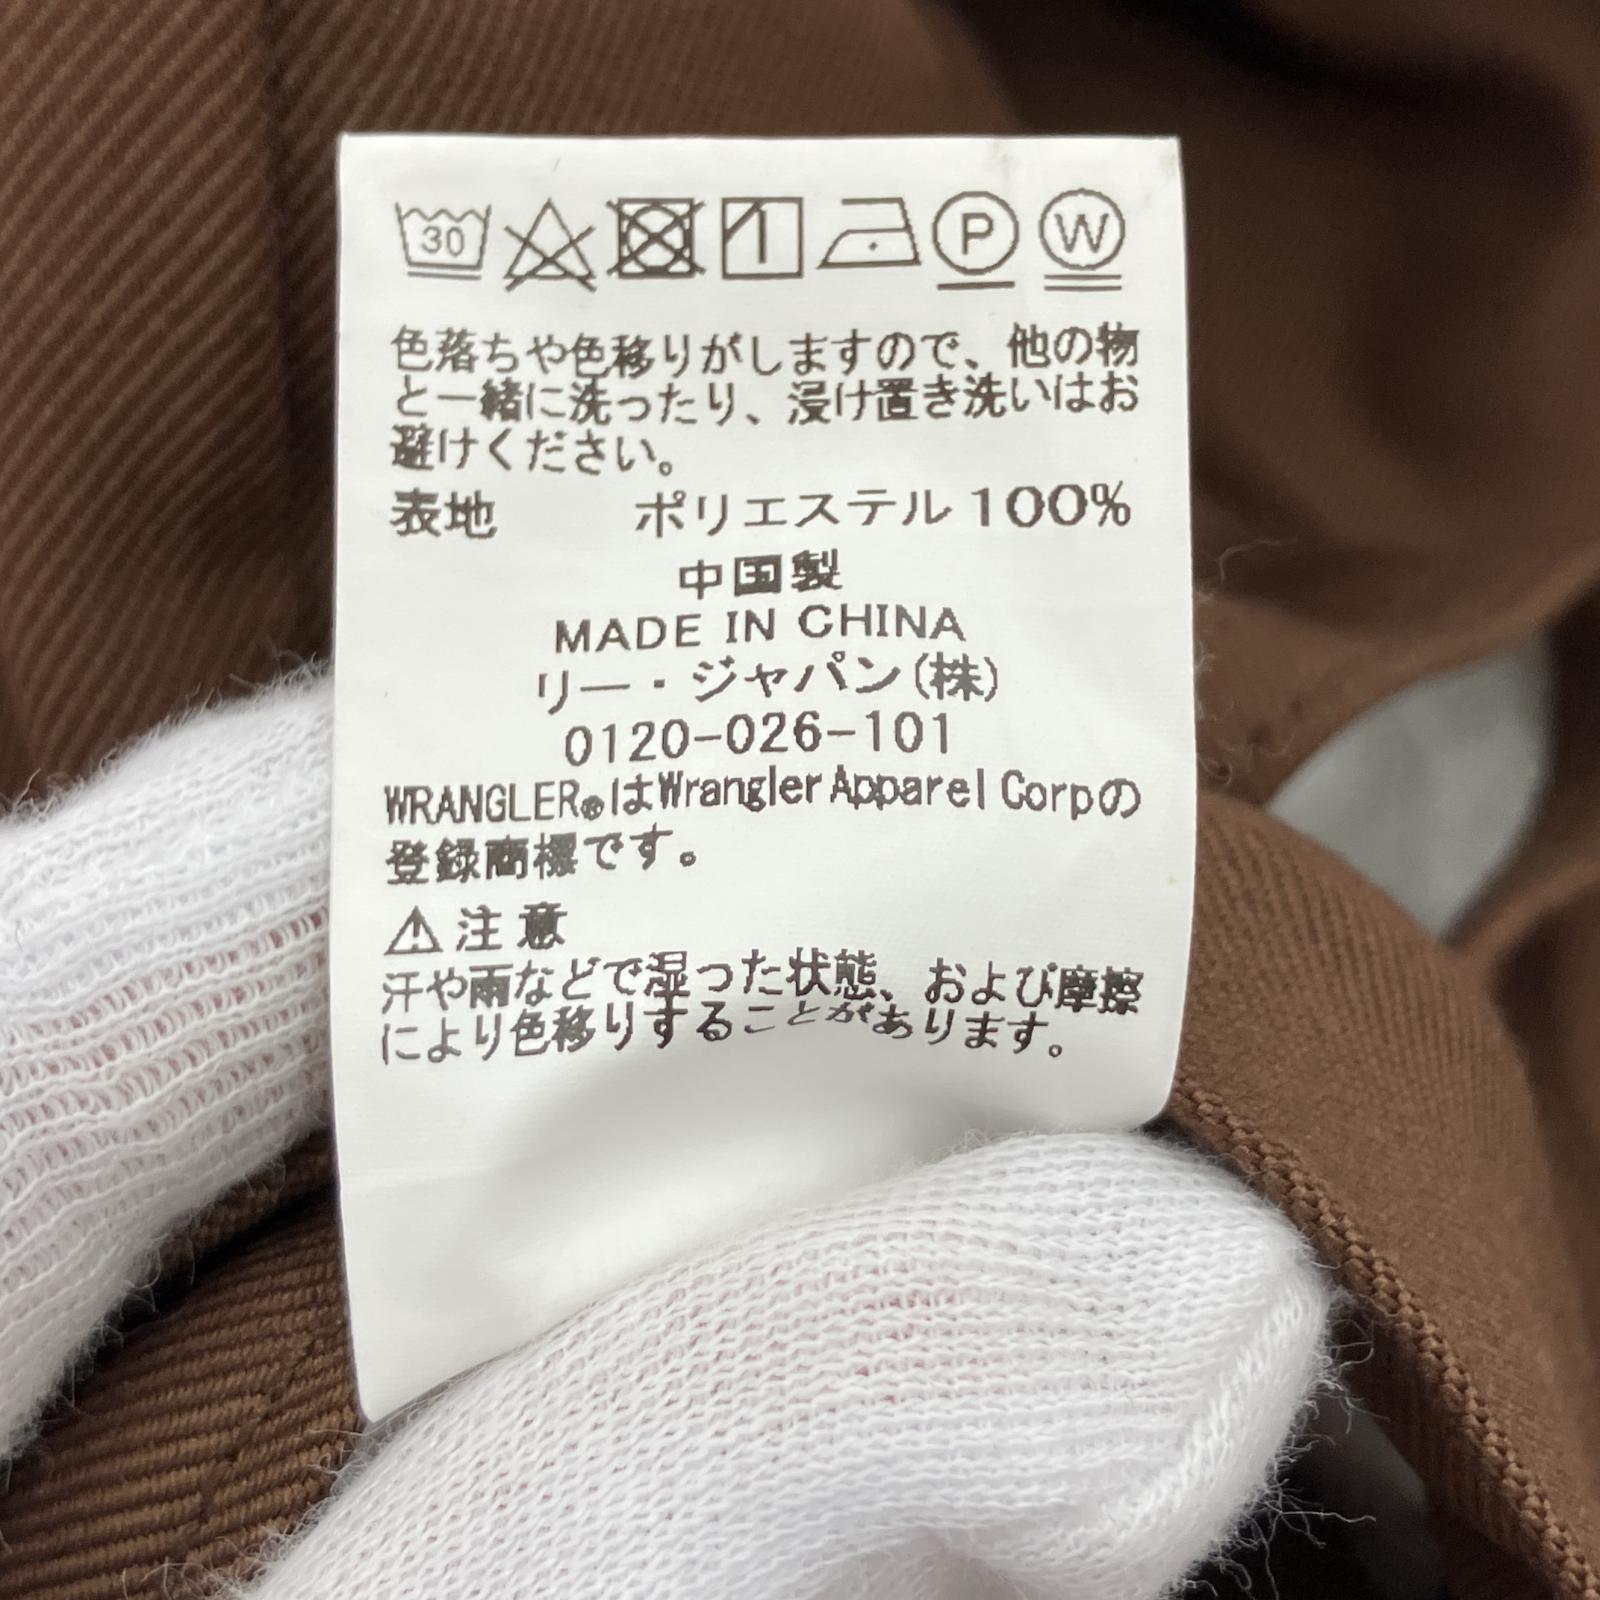 30 P W
色落ちや色移りがしますので、他の物
と一緒に洗ったり、浸け置き洗いはお
避けください。
表地 ポリエステル 100%
中国製
MADE IN CHINA
リー・ジャパン(株)
0120-026-101
WRANGLER®はWrangler Apparel Corpの
登録商標です。
⚠注意
汗や雨などで湿った状態、および摩擦
により色移りすることがあります。